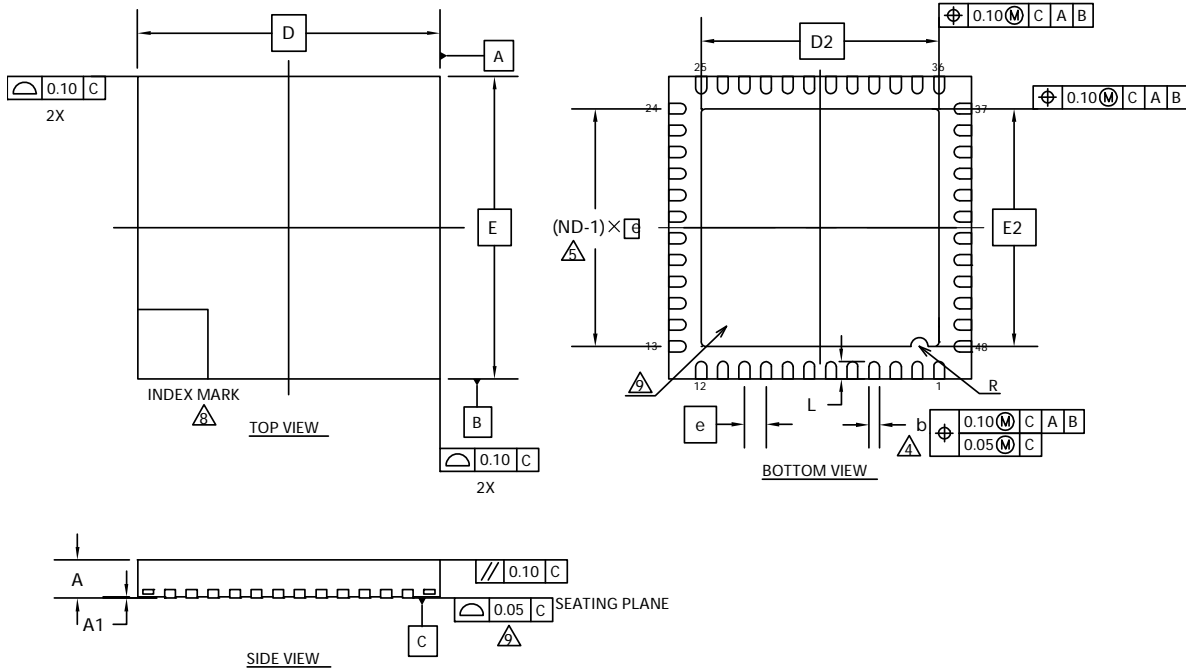 D
A
⌓ 0.10 C
2X
E
INDEX MARK
8
TOP VIEW
B
⌓ 0.10 C
2X
⌖ 0.10 Ⓜ C A B
D2
25
36
⌖ 0.10 Ⓜ C A B
24
37
(ND-1)×e
5
E2
13
48
9
12
1
R
L
e
b
4
⌖ 0.10 Ⓜ C A B
0.05 Ⓜ C
BOTTOM VIEW
A
// 0.10 C
A1
⌓ 0.05 C SEATING PLANE
9
C
SIDE VIEW